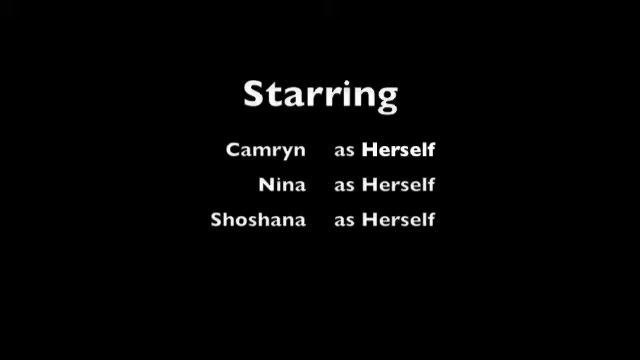 Starring
Camryn as Herself
Nina as Herself
Shoshana as Herself